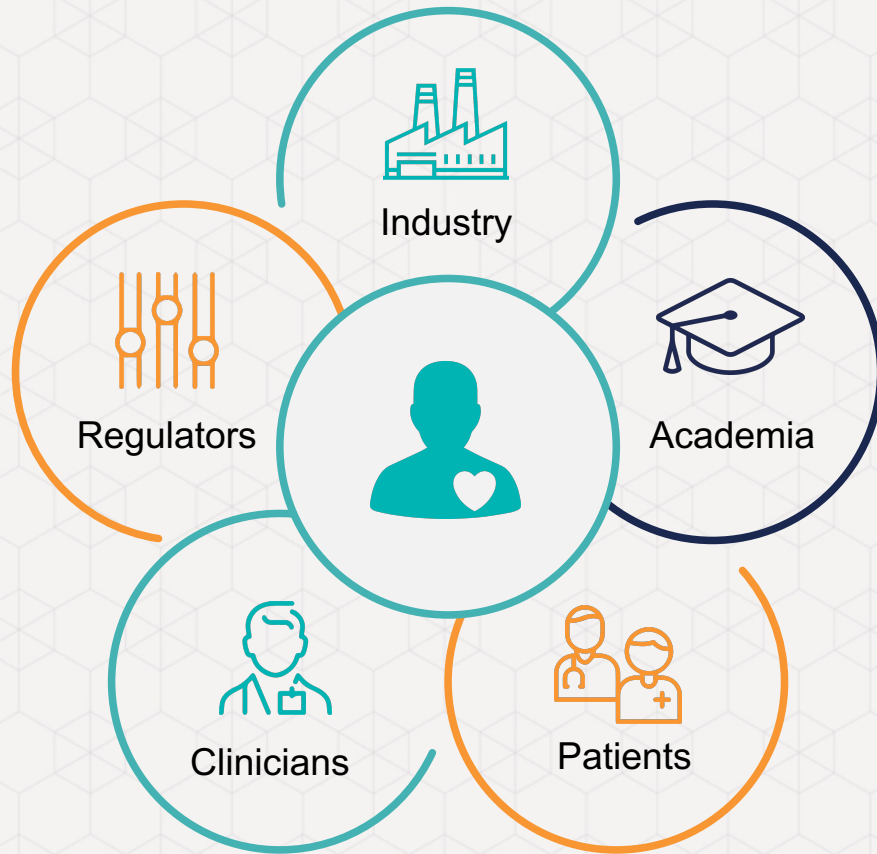 Industry
Regulators
Academia
Clinicians
Patients